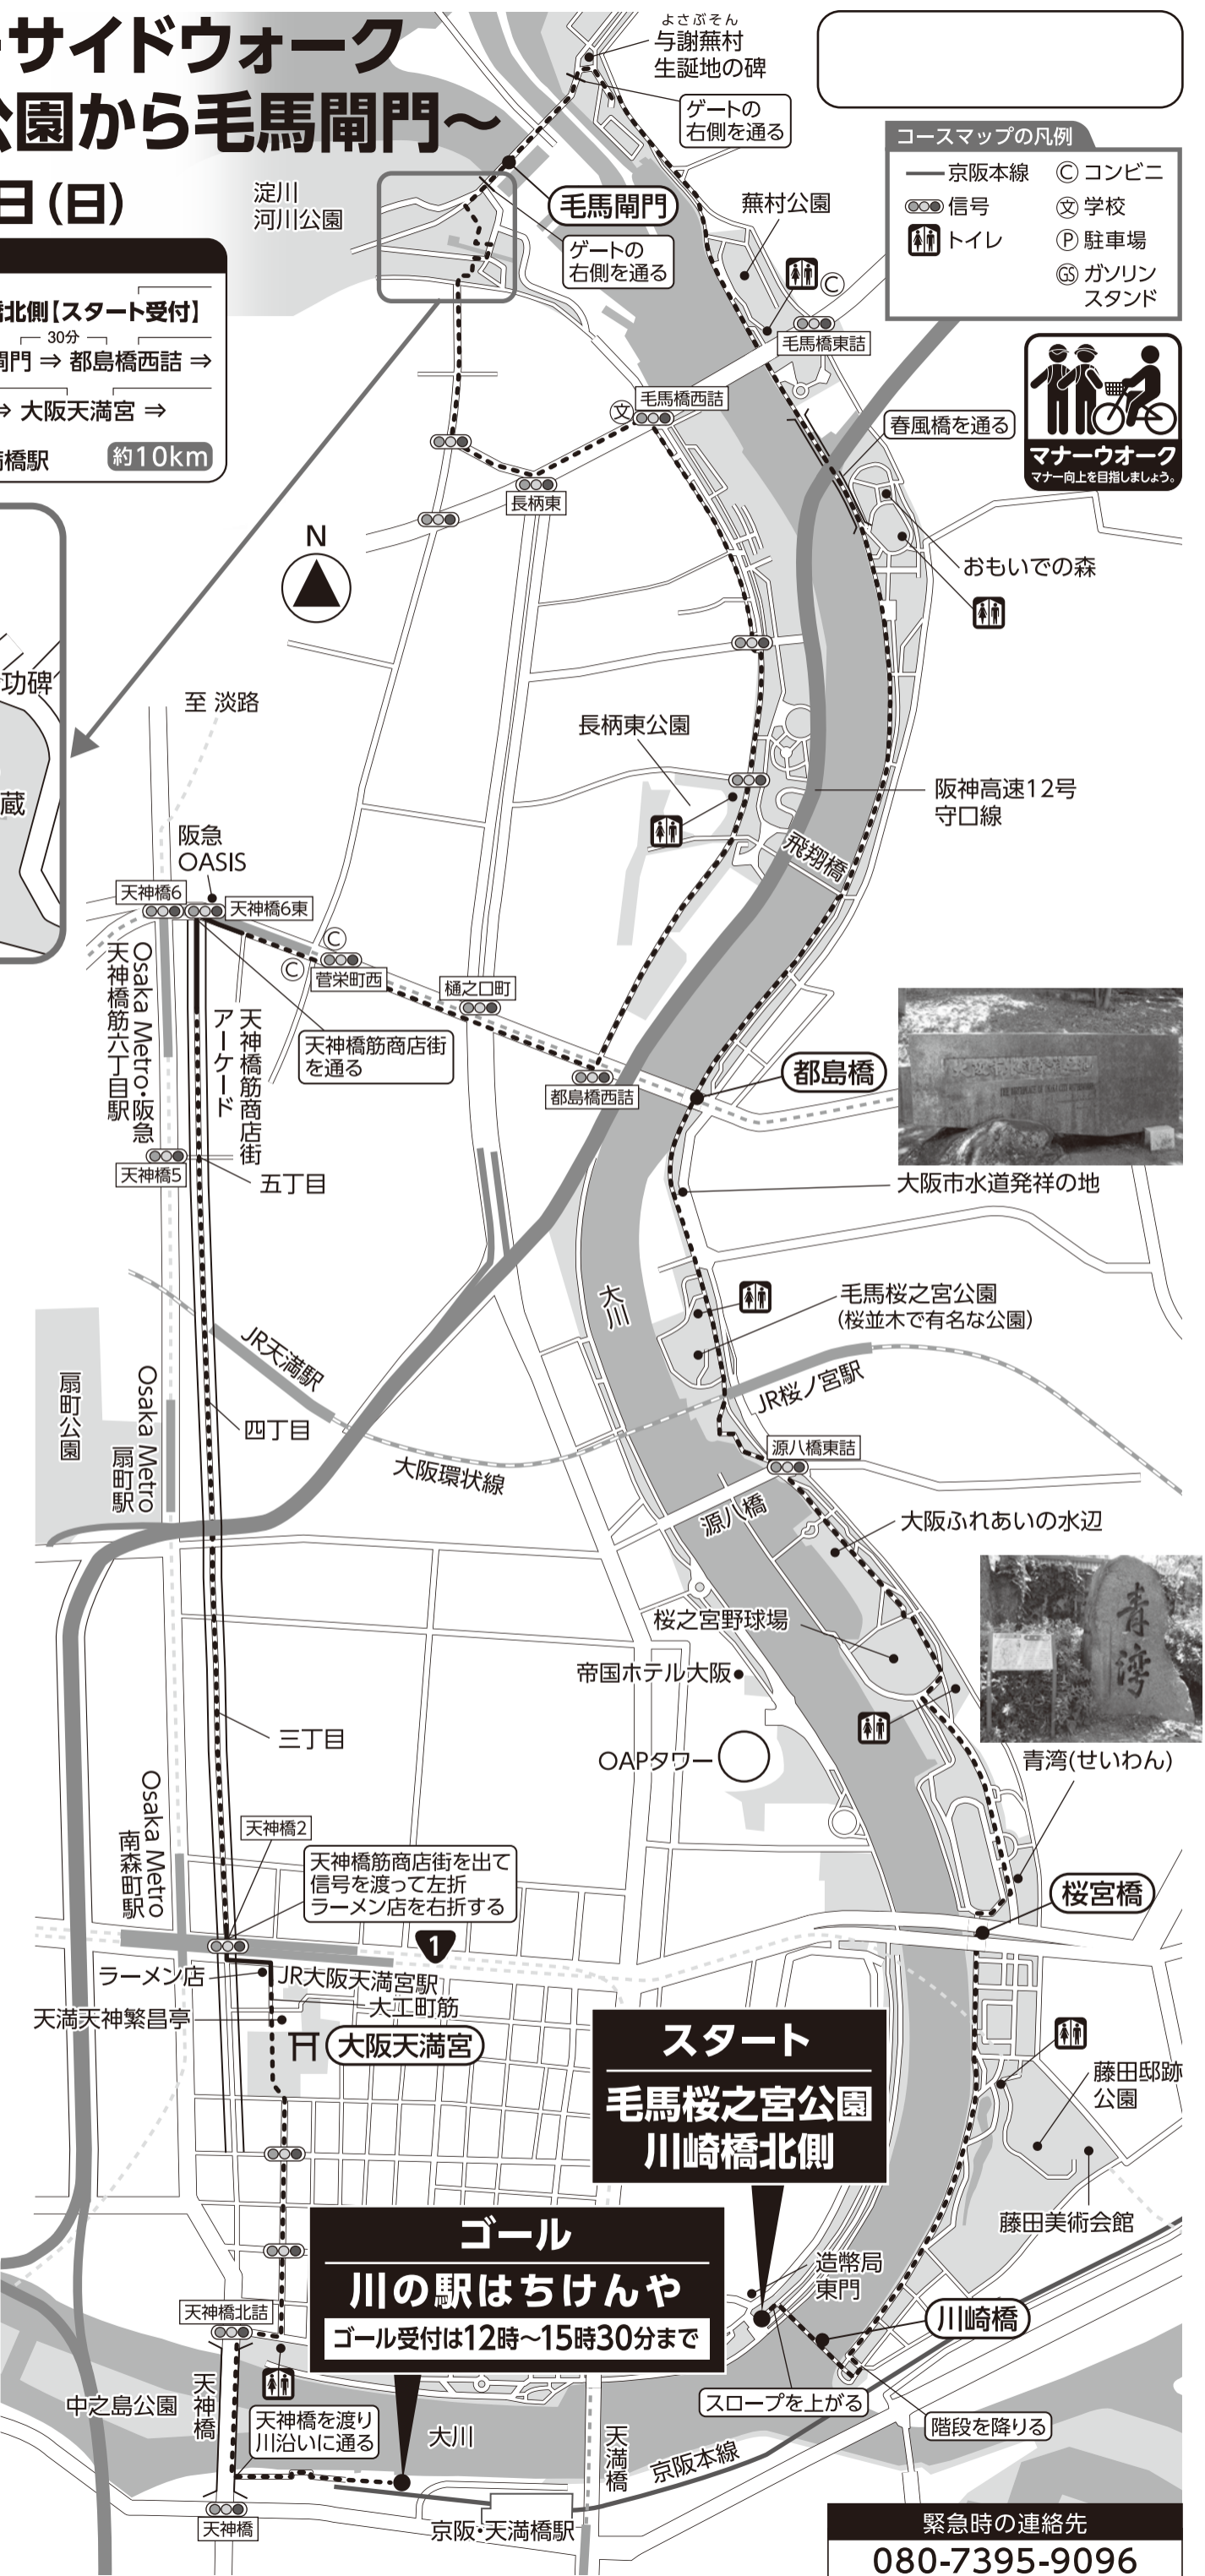 ーサイドウォーク
公園から毛馬閘門〜
日(日)
橋北側【スタート受付】
30分
閘門 ⇒ 都島橋西詰 ⇒
⇒ 大阪天満宮 ⇒
満橋駅
約10km
功碑
蔵
よさぶそん
与謝蕪村
生誕地の碑
ゲートの
右側を通る
コースマップの凡例
京阪本線
信号
トイレ
C コンビニ
文 学校
P 駐車場
GS ガソリン
スタンド
淀川
河川公園
毛馬閘門
ゲートの
右側を通る
蕪村公園
C
毛馬橋東詰
マナーウオーク
マナー向上を目指しましょう。
文
毛馬橋西詰
春風橋を通る
長柄東
N
おもいでの森
至 淡路
長柄東公園
阪神高速12号
守口線
飛翔橋
阪急
OASIS
天神橋6
天神橋6東
C
C
菅栄町西
樋之口町
Osaka Metro・阪急
天神橋筋六丁目駅
天神橋筋商店街
アーケード
天神橋筋商店街
を通る
都島橋
都島橋西詰
天神橋5
五丁目
大阪市水道発祥の地
大川
毛馬桜之宮公園
(桜並木で有名な公園)
JR天満駅
JR桜ノ宮駅
扇町公園
Osaka Metro
扇町駅
四丁目
大阪環状線
源八橋東詰
源八橋
大阪ふれあいの水辺
桜之宮野球場
帝国ホテル大阪
青湾
OAPタワー
青湾(せいわん)
三丁目
Osaka Metro
南森町駅
天神橋2
天神橋筋商店街を出て
信号を渡って左折
ラーメン店を右折する
桜宮橋
1
ラーメン店
JR大阪天満宮駅
大工町筋
天満天神繁昌亭
大阪天満宮
スタート
毛馬桜之宮公園
川崎橋北側
藤田邸跡
公園
藤田美術会館
ゴール
川の駅はちけんや
ゴール受付は12時〜15時30分まで
造幣局
東門
川崎橋
天神橋北詰
中之島公園
天神橋
天神橋を渡り
川沿いに通る
大川
スロープを上がる
階段を降りる
天満橋
京阪本線
天神橋
京阪・天満橋駅
緊急時の連絡先
080-7395-9096